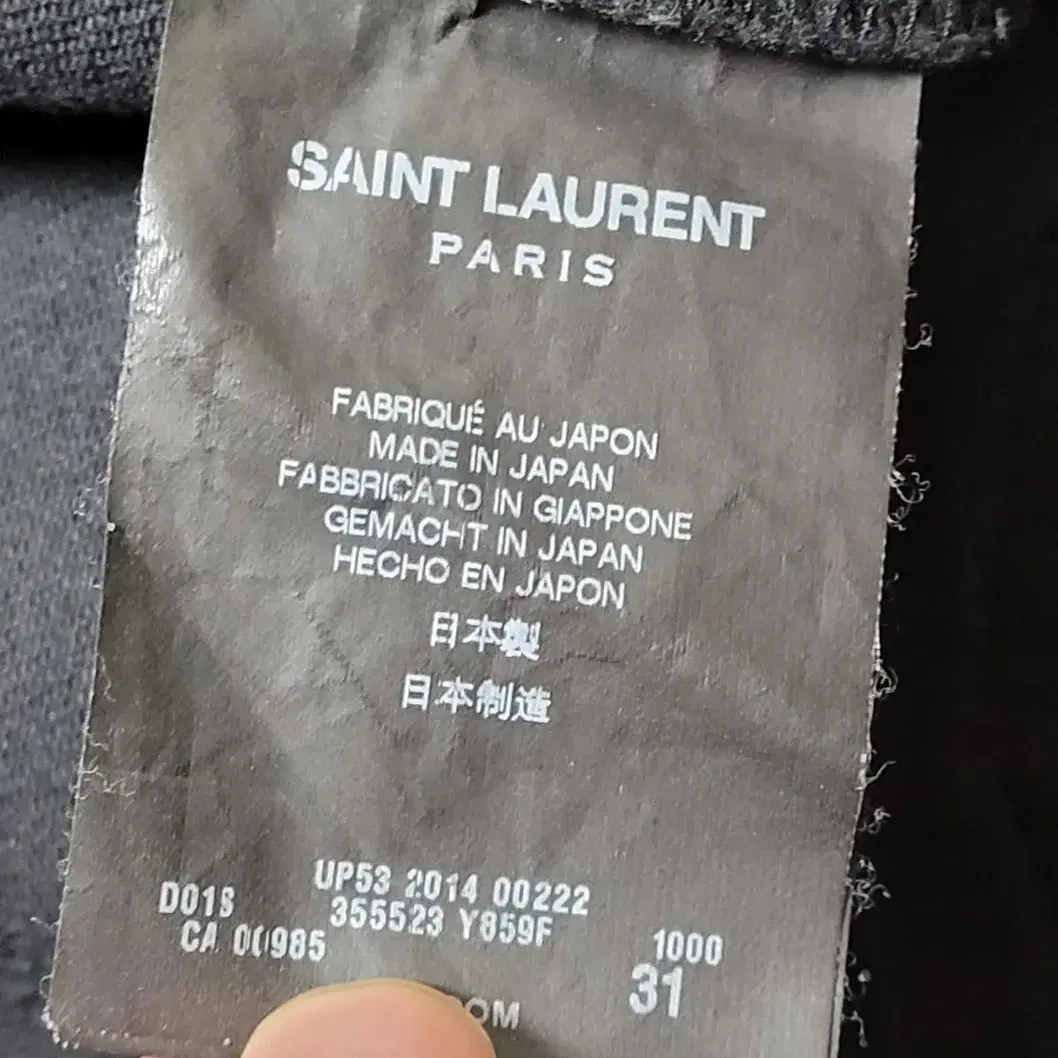 SAINT LAURENT
PARIS
FABRIQUÉ AU JAPON
MADE IN JAPAN
FABBRICATO IN GIAPPONE
GEMACHT IN JAPAN
HECHO EN JAPON
日本製
日本制造
UP53 2014 00222
D018 355523 Y859F
CA 00985 1000
31